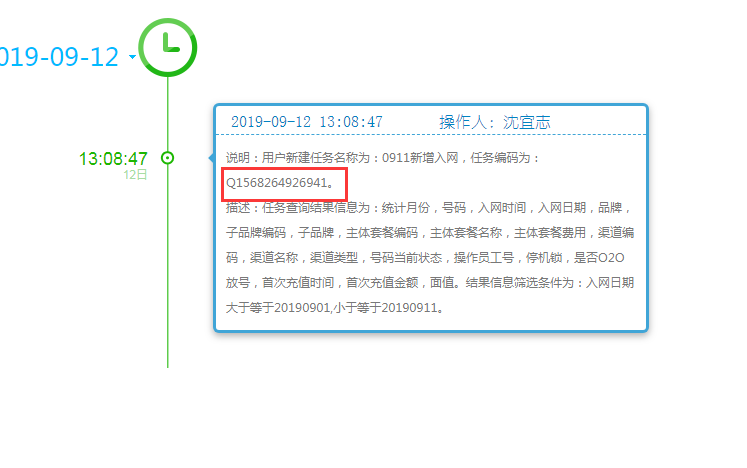 019-09-12
2019-09-12 13:08:47 操作人：沈宜志
13:08:47
12日
说明：用户新建任务名称为：0911新增入网，任务编码为：
Q1568264926941。
描述：任务查询结果信息为：统计月份，号码，入网时间，入网日期，品牌，
子品牌编码，子品牌，主体套餐编码，主体套餐名称，主体套餐费用，渠道编
码，渠道名称，渠道类型，号码当前状态，操作员工号，停机锁，是否O2O
放号，首次充值时间，首次充值金额，面值。结果信息筛选条件为：入网日期
大于等于20190901,小于等于20190911。